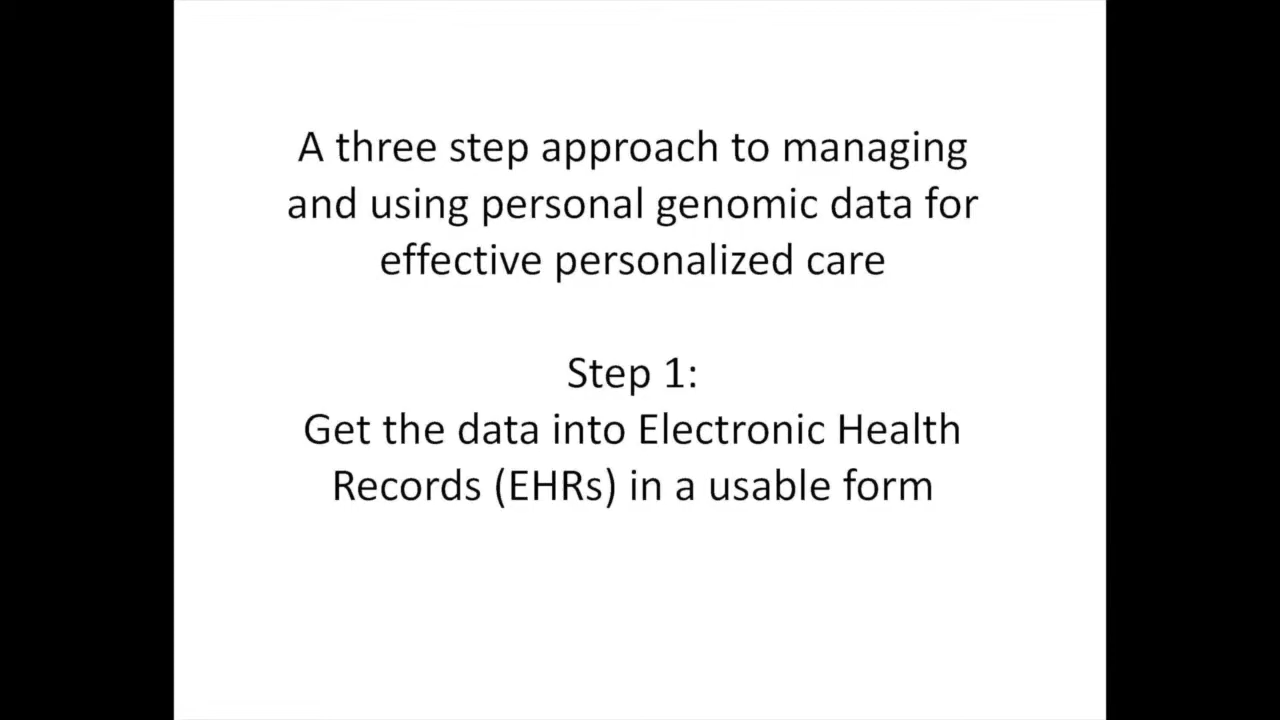 A three step approach to managing
and using personal genomic data for
effective personalized care
Step 1:
Get the data into Electronic Health
Records (EHRs) in a usable form